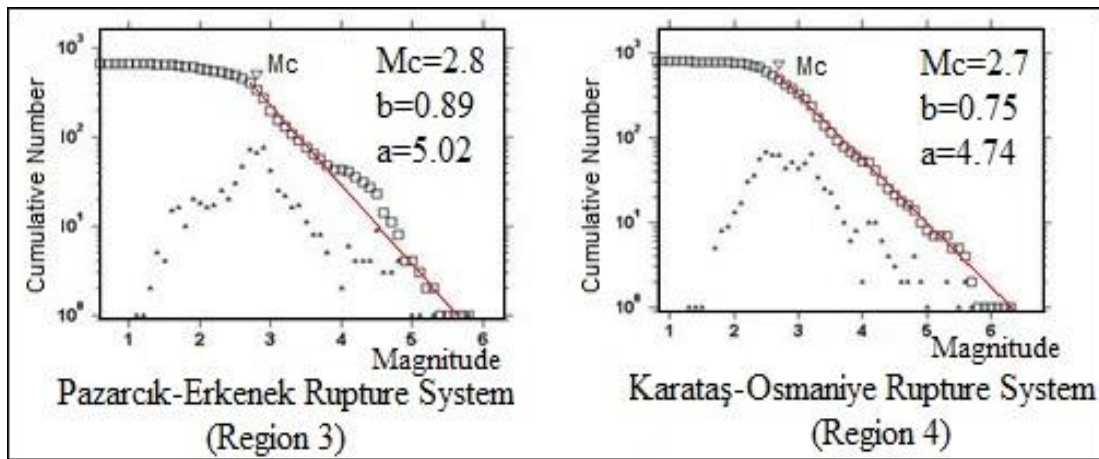 Cumulative Number
10³
10²
10¹
10⁰
Mc
Mc=2.8
b=0.89
a=5.02
1 2 3 4 5 6
Magnitude
Pazarcık-Erkenek Rupture System
(Region 3)
Cumulative Number
10³
10²
10¹
10⁰
Mc
Mc=2.7
b=0.75
a=4.74
1 2 3 4 5 6
Magnitude
Karataş-Osmaniye Rupture System
(Region 4)